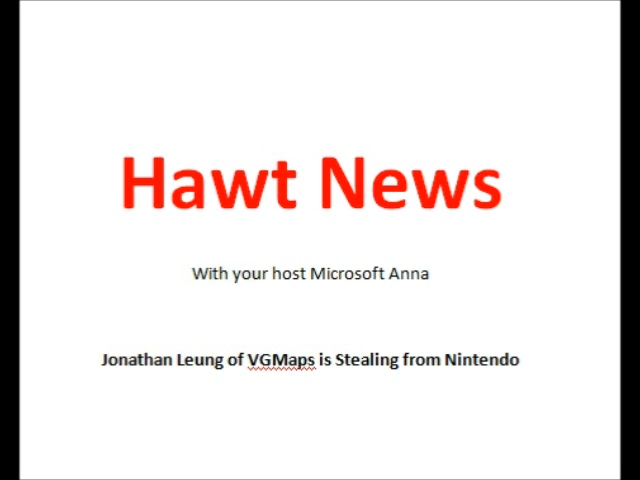 Hawt News
With your host Microsoft Anna
Jonathan Leung of VGMaps is Stealing from Nintendo